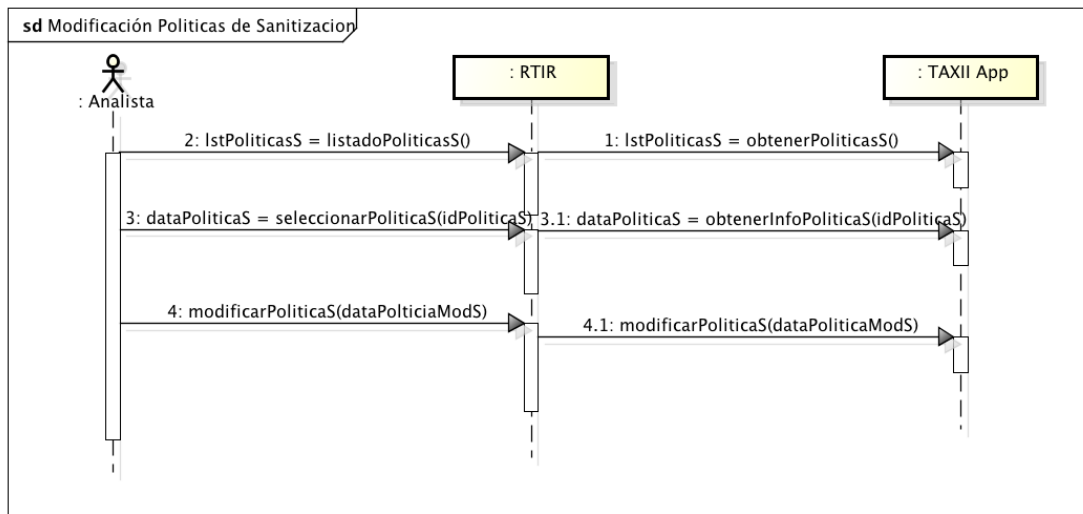 sd Modificación Politicas de Sanitizacion
: Analista
: RTIR
: TAXII App
2: lstPoliticasS = listadoPoliticasS()
1: lstPoliticasS = obtenerPoliticasS()
3: dataPoliticaS = seleccionarPoliticaS(idPoliticaS)
3.1: dataPoliticaS = obtenerInfoPoliticaS(idPoliticaS)
4: modificarPoliticaS(dataPolticiaModS)
4.1: modificarPoliticaS(dataPoliticaModS)